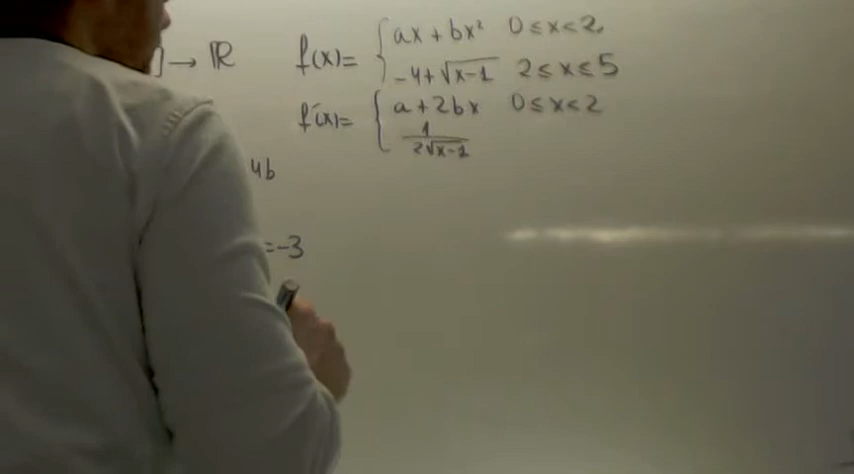 ] → ℝ f(x)= { ax + bx² 0 ≤ x < 2
-4+√x-1 2 ≤ x ≤ 5
f'(x)= { a + 2bx 0 ≤ x < 2
1/2√x-1
4b
=-3